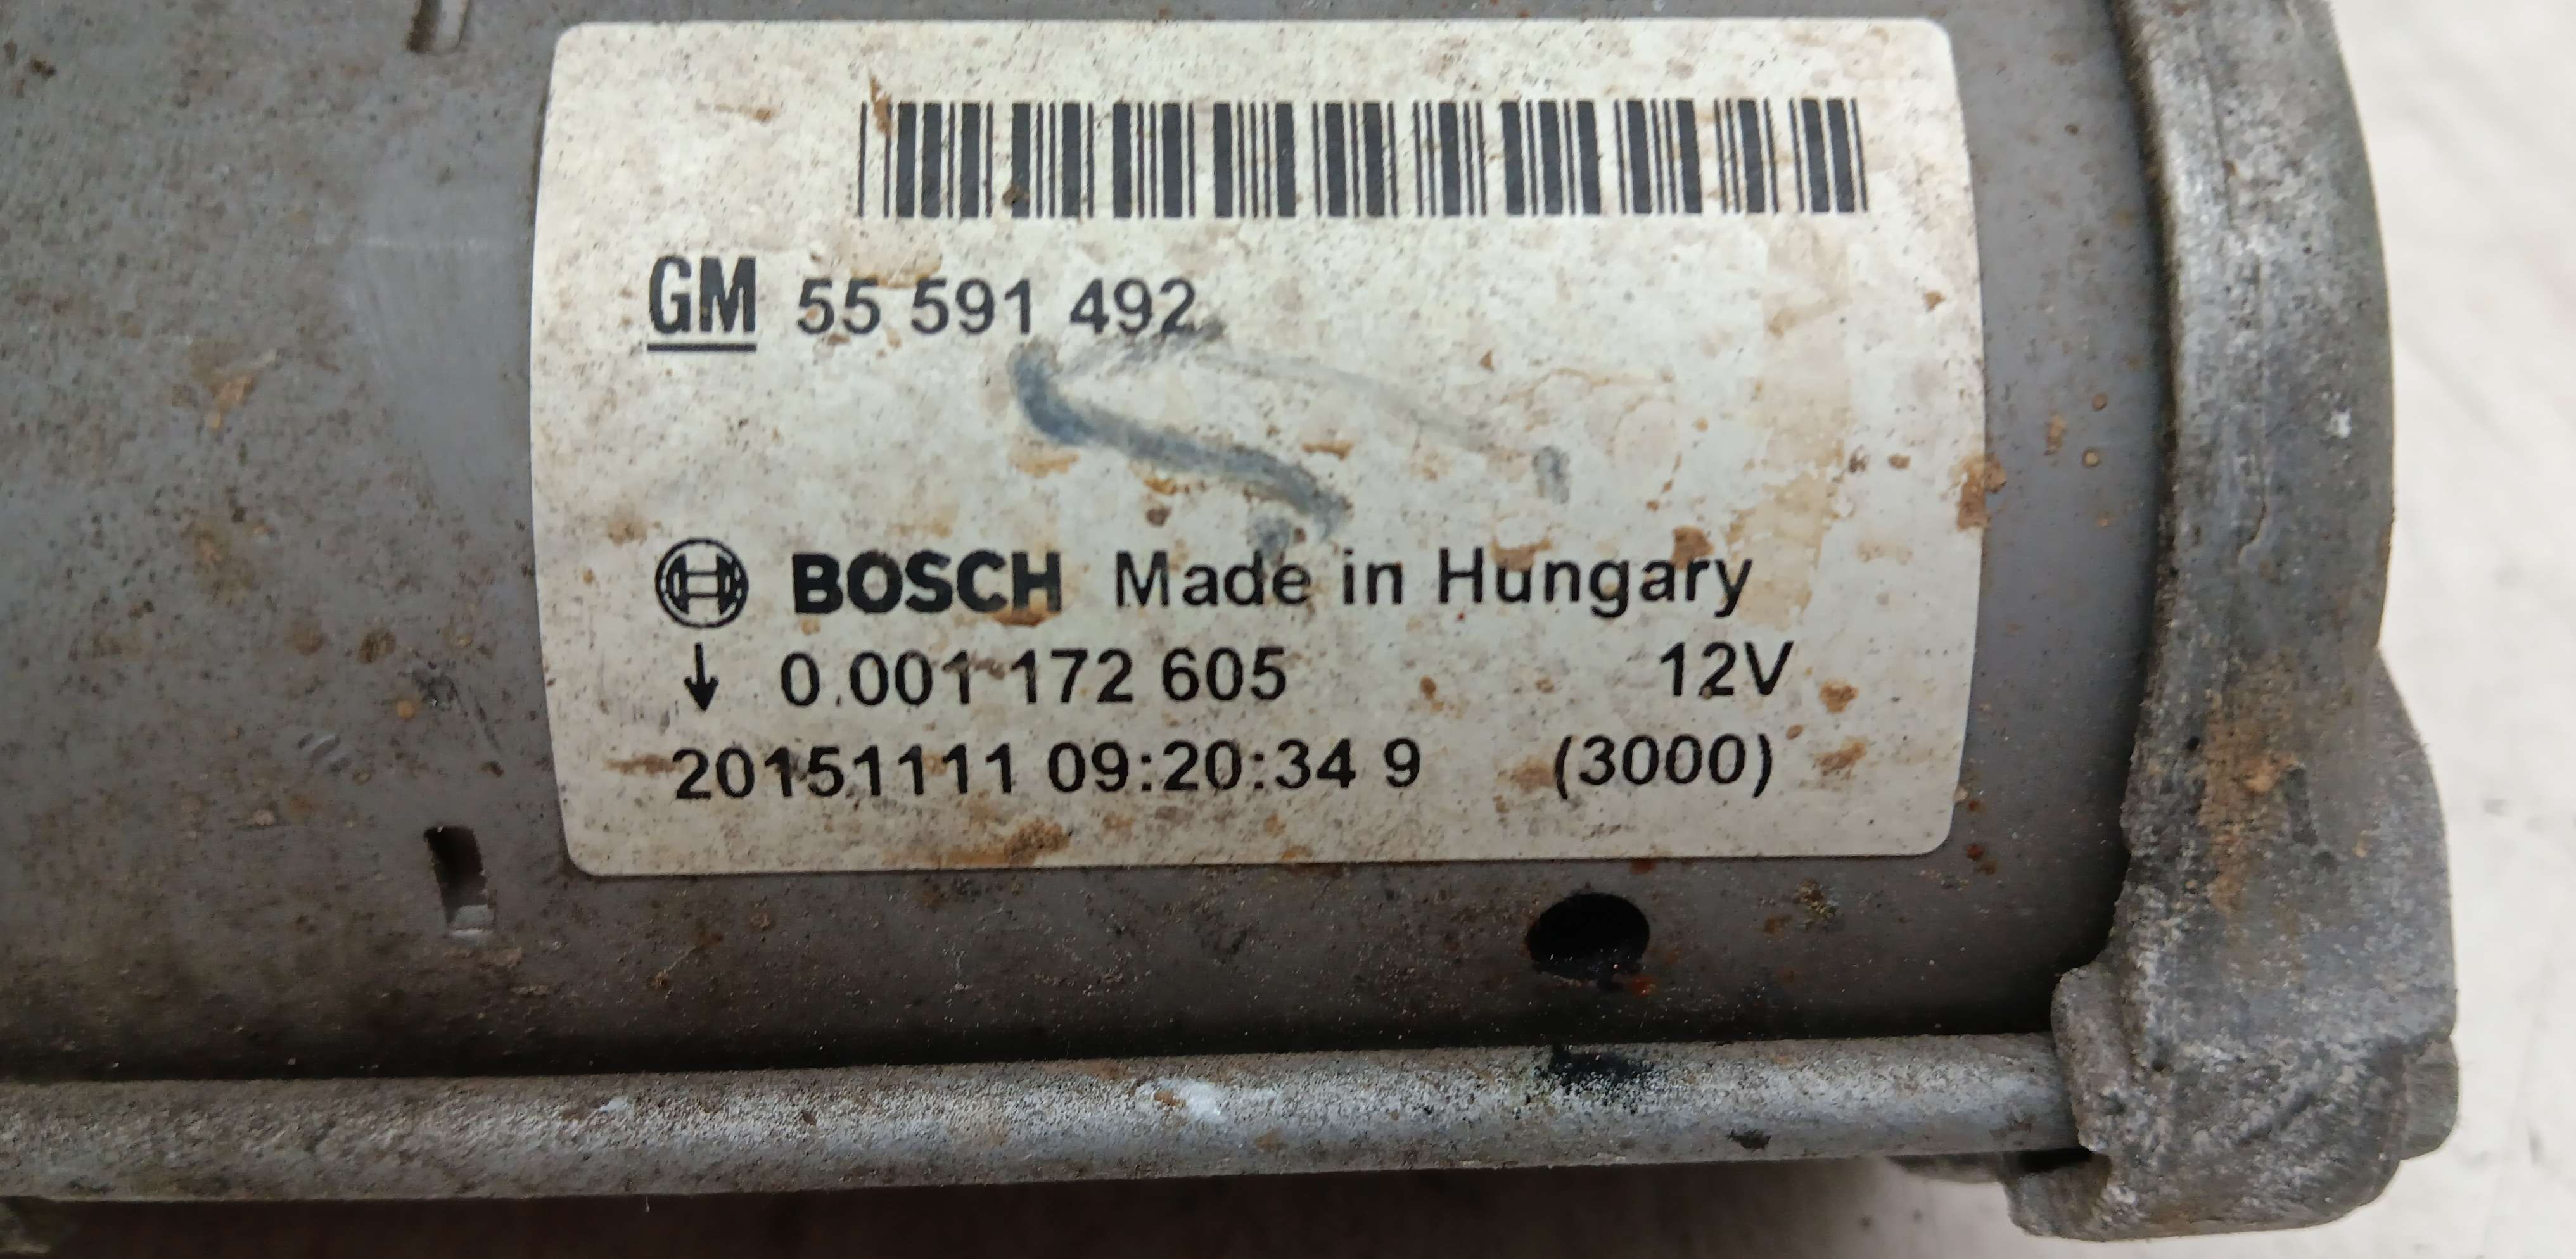 GM 55 591 492
BOSCH Made in Hungary
↓ 0 001 172 605 12V
20151111 09:20:34 9 (3000)